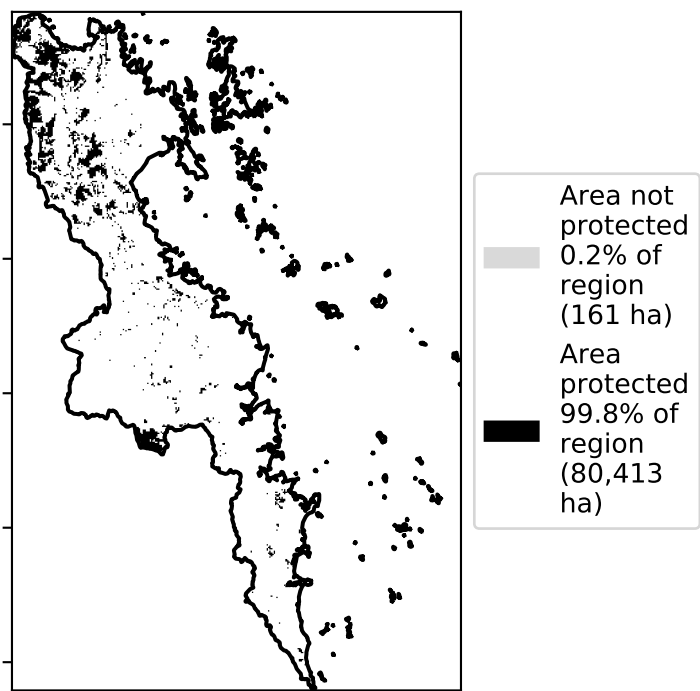 Area not
protected
0.2% of
region
(161 ha)
Area
protected
99.8% of
region
(80,413
ha)